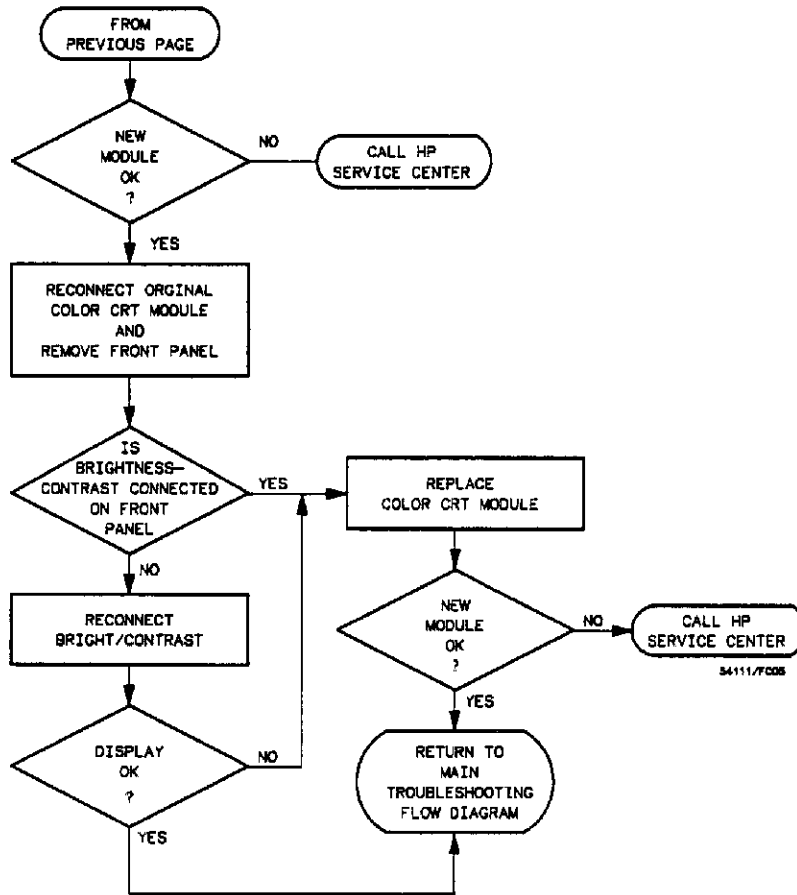 FROM
PREVIOUS PAGE
NEW
MODULE
OK
?
NO
CALL HP
SERVICE CENTER
YES
RECONNECT ORGINAL
COLOR CRT MODULE
AND
REMOVE FRONT PANEL
IS
BRIGHTNESS—
CONTRAST CONNECTED
ON FRONT
PANEL
YES
REPLACE
COLOR CRT MODULE
NO
RECONNECT
BRIGHT/CONTRAST
NEW
MODULE
OK
?
NO
CALL HP
SERVICE CENTER
54111/FC05
YES
DISPLAY
OK
?
NO
YES
RETURN TO
MAIN
TROUBLESHOOTING
FLOW DIAGRAM